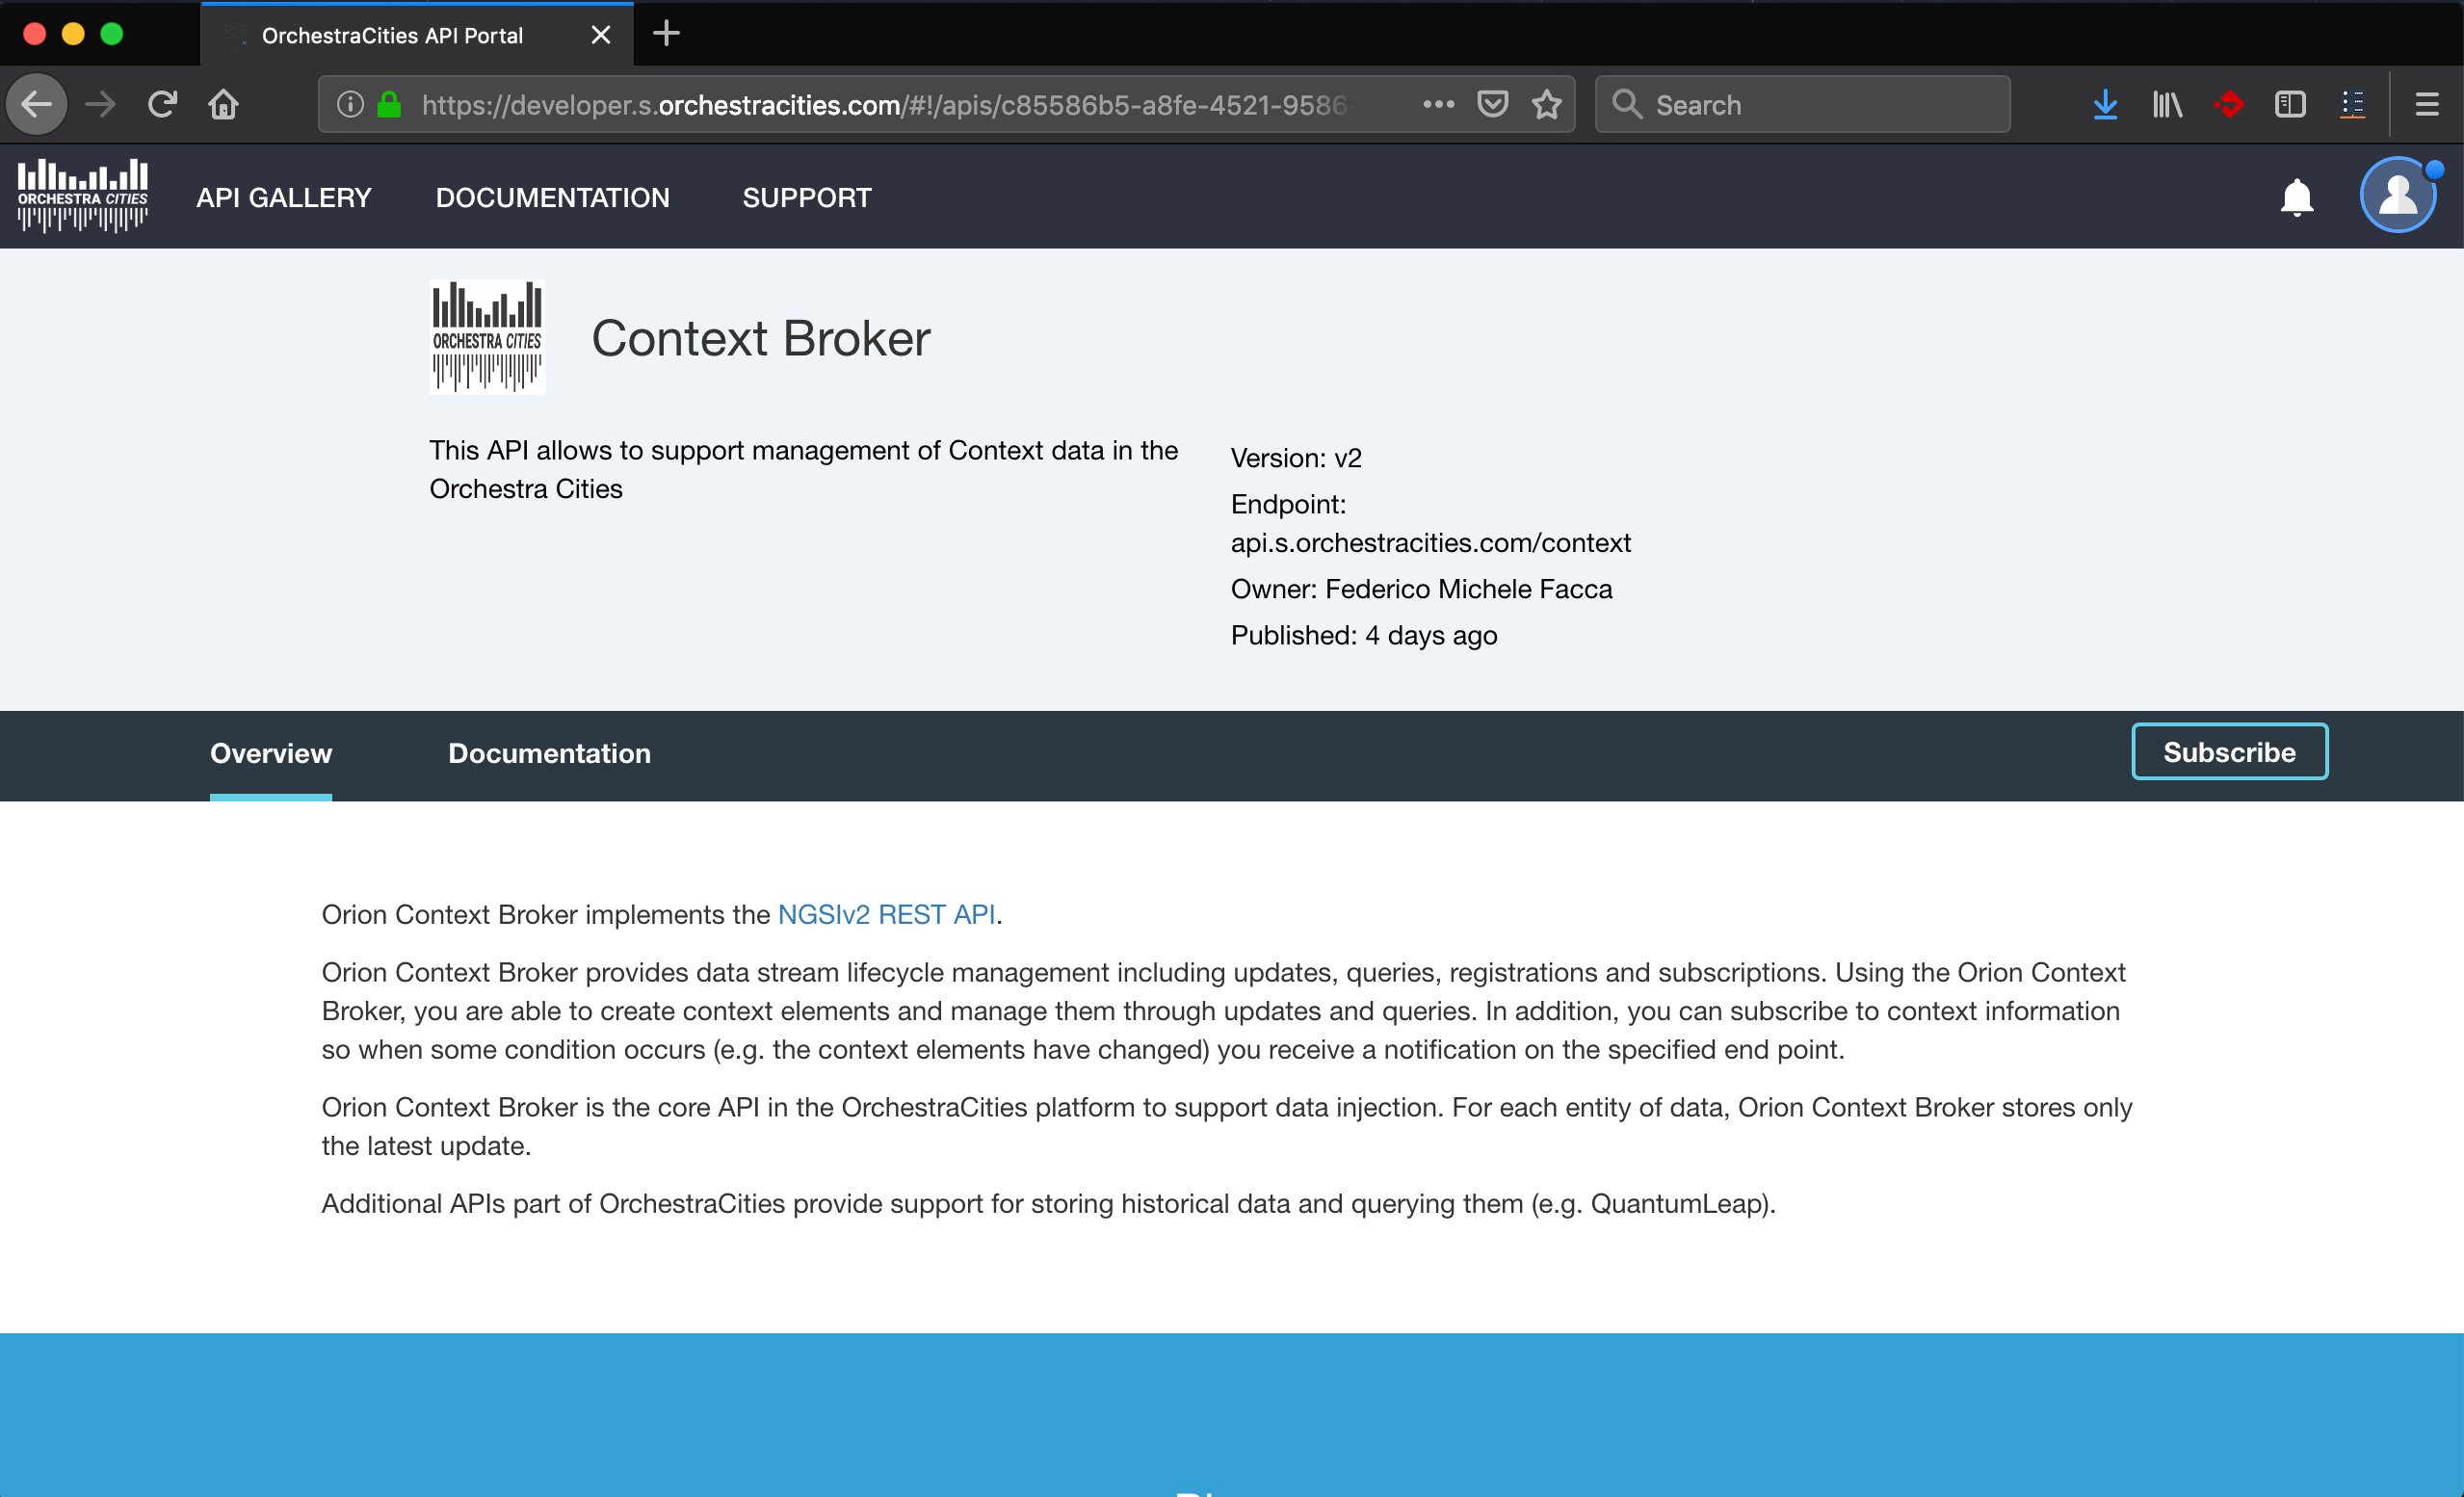 OrchestraCities API Portal
https://developer.s.orchestracities.com/#!/apis/c85586b5-a8fe-4521-9586
Search
ORCHESTRA CITIES
API GALLERY
DOCUMENTATION
SUPPORT
ORCHESTRA CITIES
Context Broker
This API allows to support management of Context data in the
Orchestra Cities
Version: v2
Endpoint:
api.s.orchestracities.com/context
Owner: Federico Michele Facca
Published: 4 days ago
Overview
Documentation
Subscribe
Orion Context Broker implements the NGSIv2 REST API.
Orion Context Broker provides data stream lifecycle management including updates, queries, registrations and subscriptions. Using the Orion Context
Broker, you are able to create context elements and manage them through updates and queries. In addition, you can subscribe to context information
so when some condition occurs (e.g. the context elements have changed) you receive a notification on the specified end point.
Orion Context Broker is the core API in the OrchestraCities platform to support data injection. For each entity of data, Orion Context Broker stores only
the latest update.
Additional APIs part of OrchestraCities provide support for storing historical data and querying them (e.g. QuantumLeap).